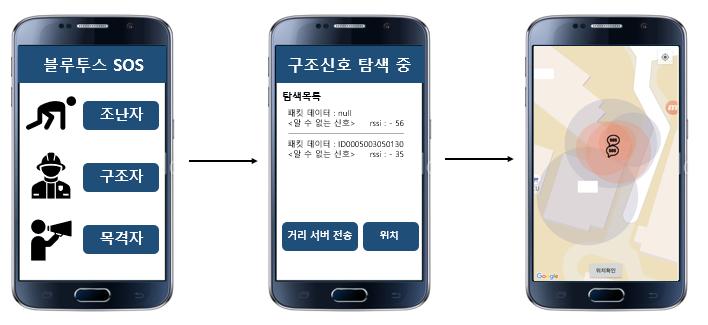 블루투스 SOS
조난자
구조자
목격자
구조신호 탐색 중
탐색목록
패킷 데이터 : null
<알 수 없는 신호> rssi : - 56
패킷 데이터 : ID0005003050130
<알 수 없는 신호> rssi : - 35
거리 서버 전송
위치
Google
위치확인